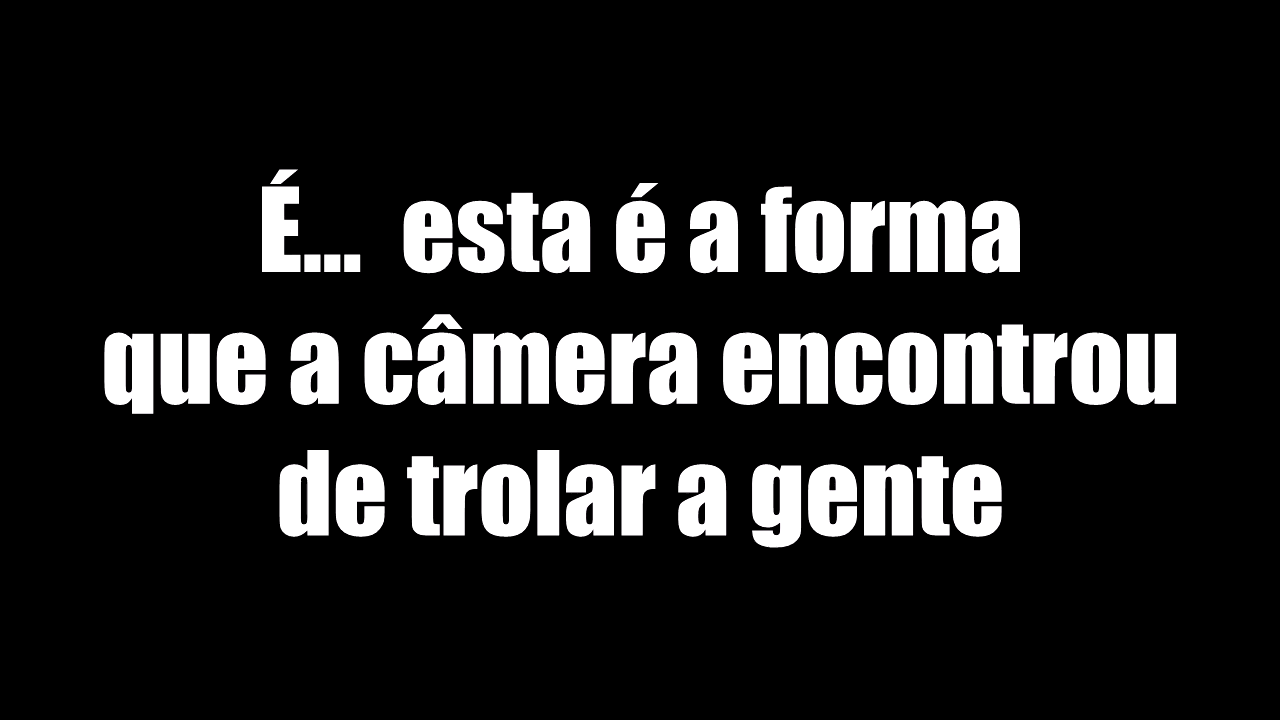 É... esta é a forma
que a câmera encontrou
de trolar a gente